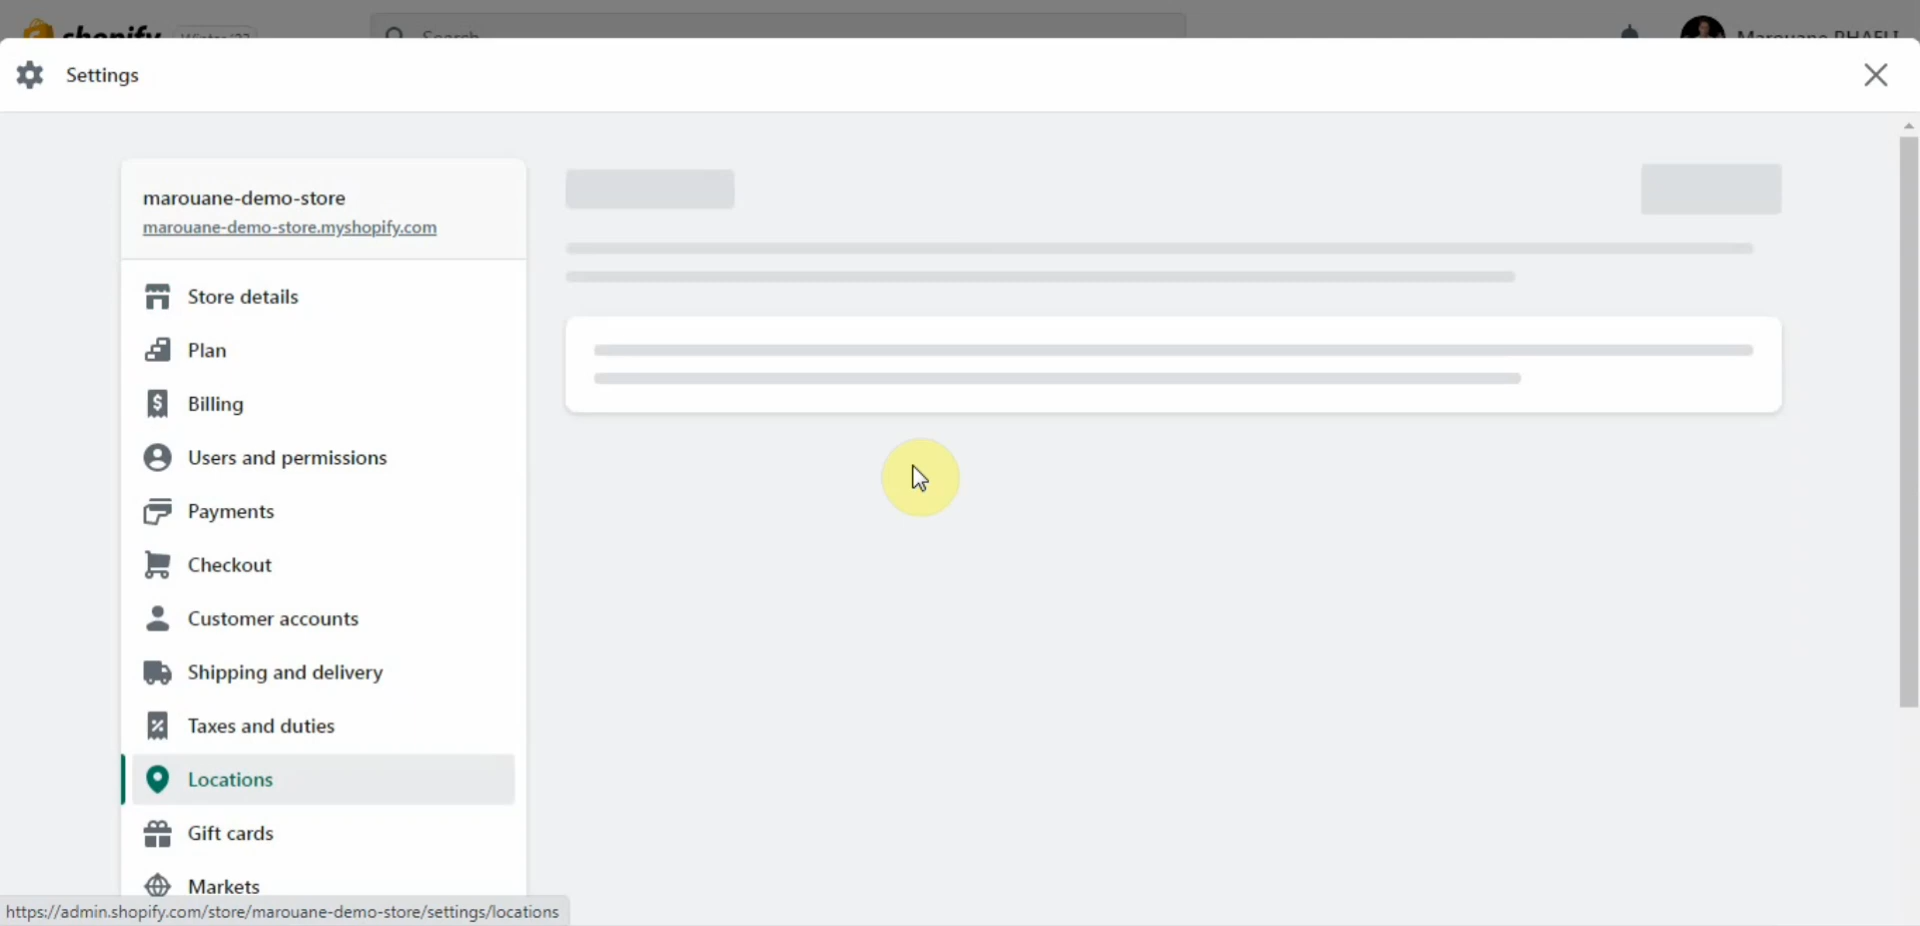 shopify
Search
Settings
marouane-demo-store
marouane-demo-store.myshopify.com
Store details
Plan
Billing
Users and permissions
Payments
Checkout
Customer accounts
Shipping and delivery
Taxes and duties
Locations
Gift cards
Markets
https://admin.shopify.com/store/marouane-demo-store/settings/locations